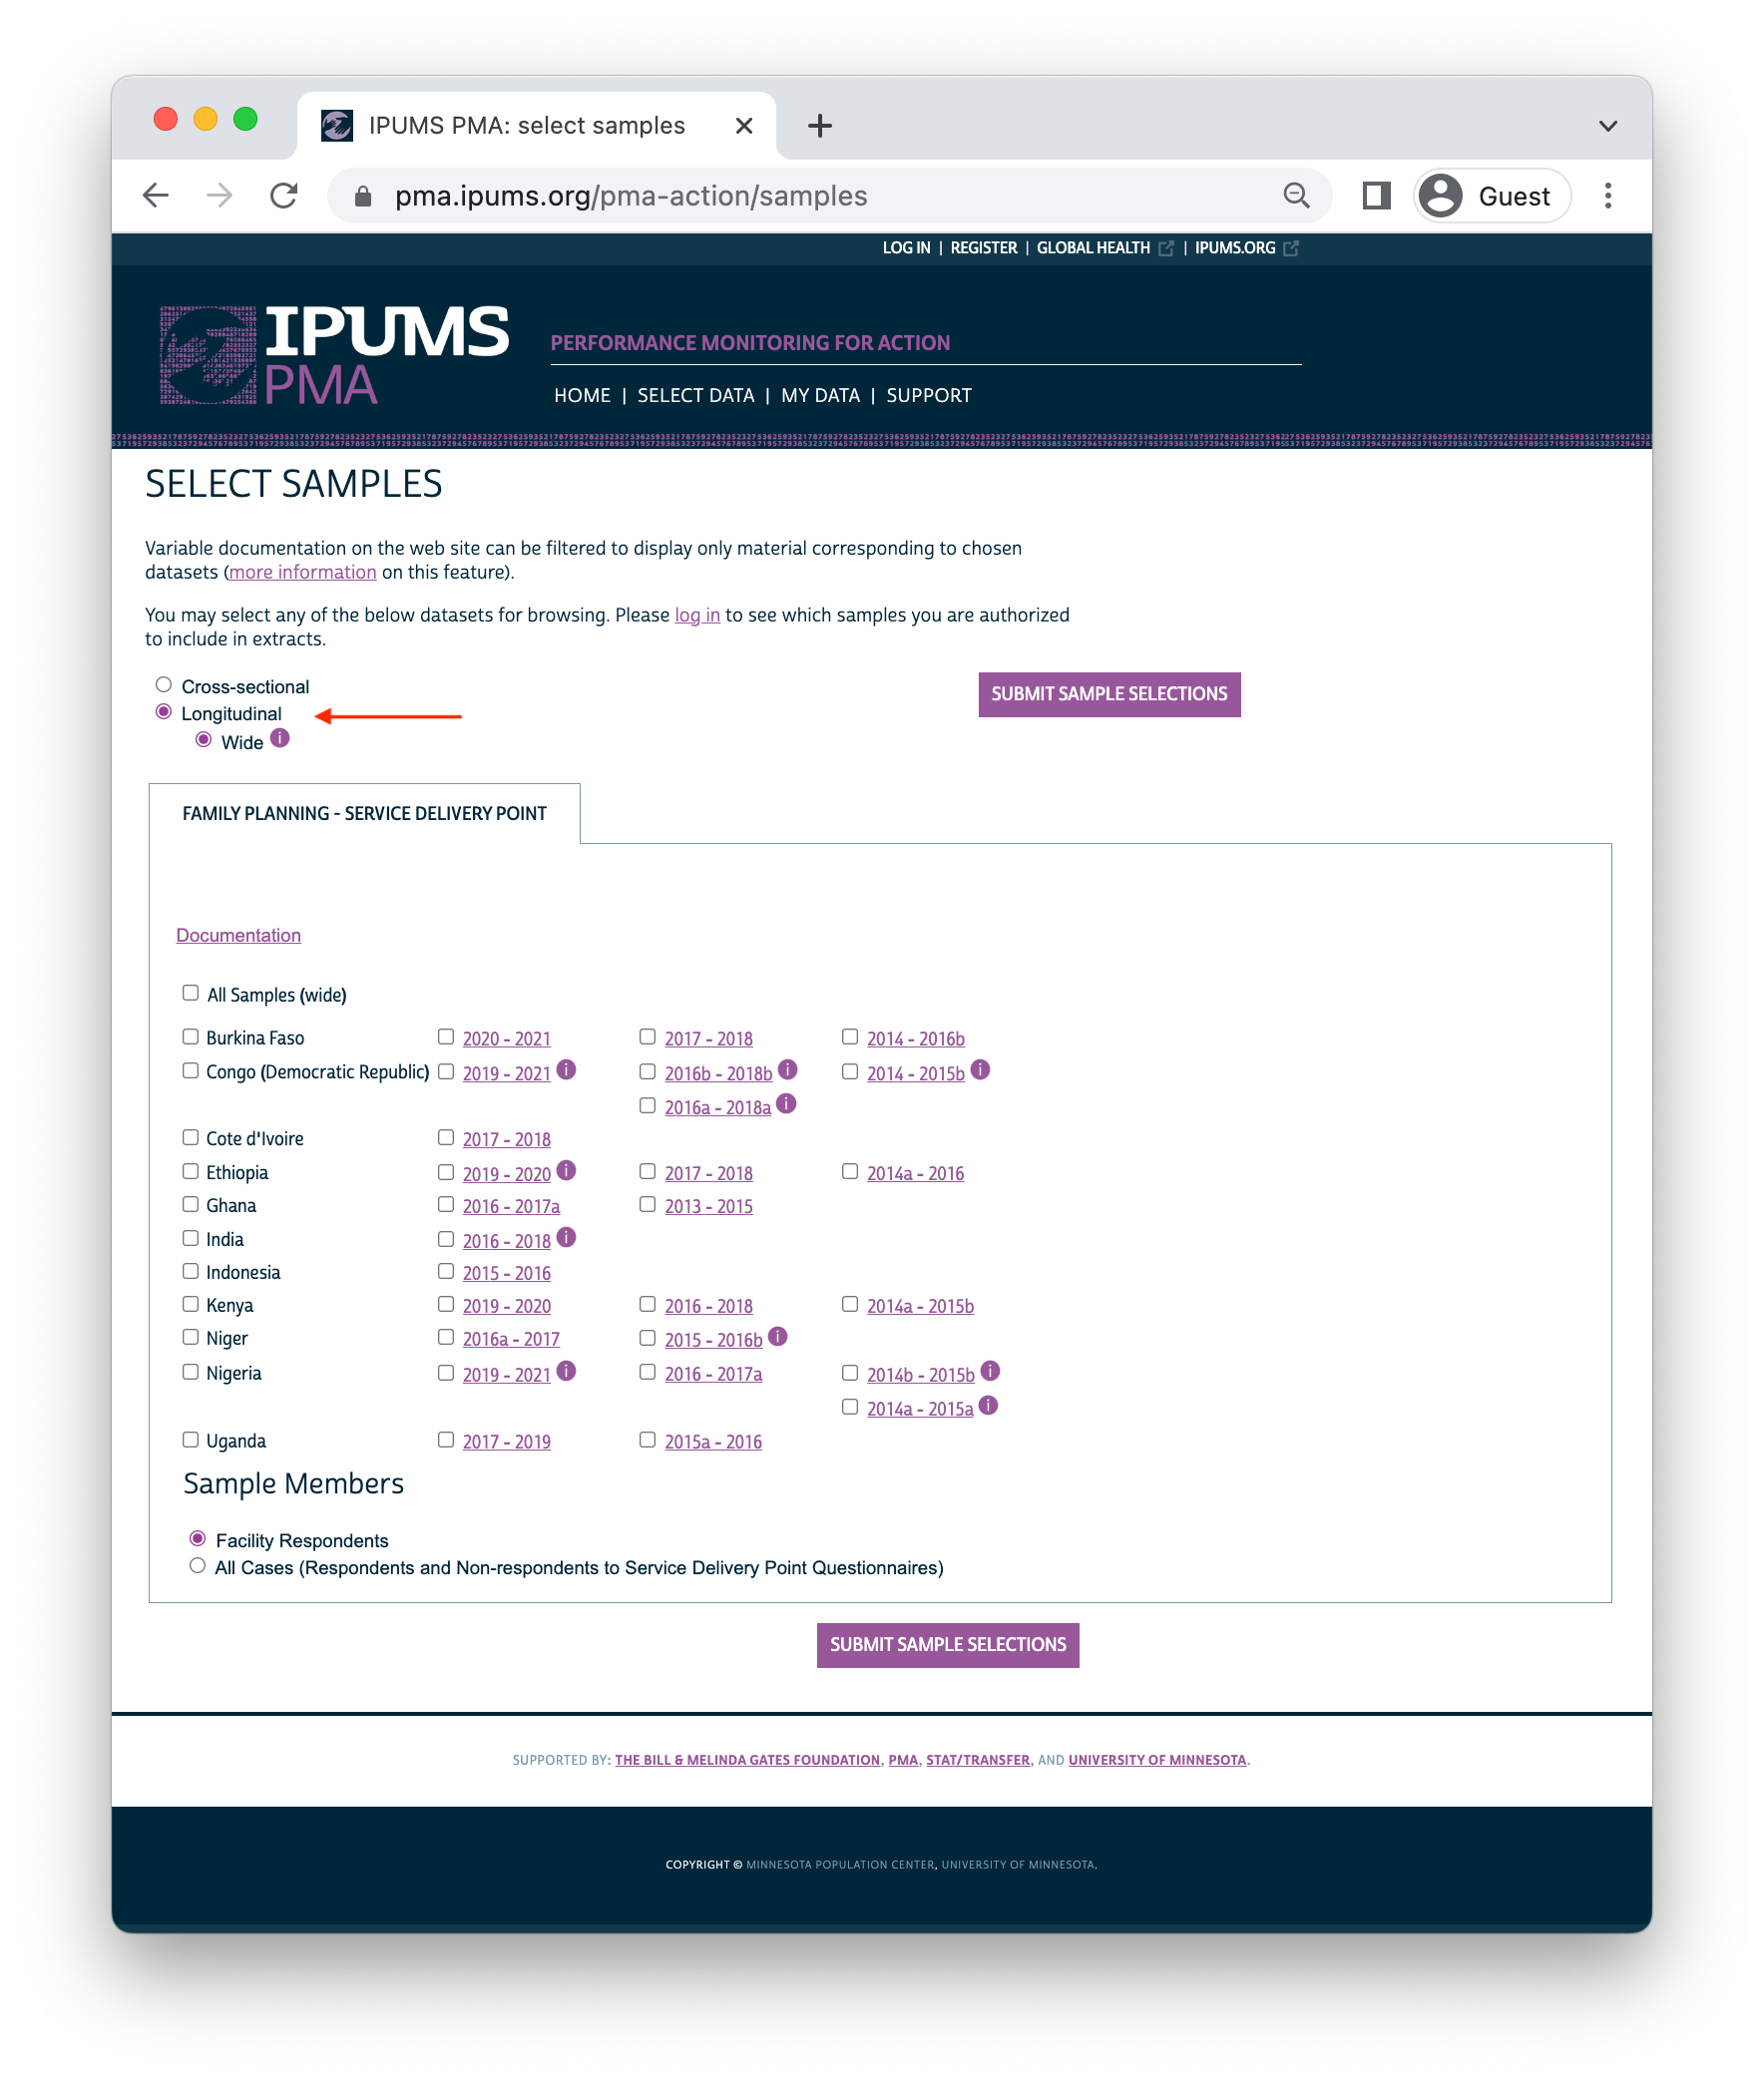 IPUMS PMA: select samples
pma.ipums.org/pma-action/samples
Guest
LOG IN | REGISTER | GLOBAL HEALTH | IPUMS.ORG
IPUMS
PMA
PERFORMANCE MONITORING FOR ACTION
HOME | SELECT DATA | MY DATA | SUPPORT
SELECT SAMPLES
Variable documentation on the web site can be filtered to display only material corresponding to chosen
datasets (more information on this feature).
You may select any of the below datasets for browsing. Please log in to see which samples you are authorized
to include in extracts.
Cross-sectional
Longitudinal
Wide i
SUBMIT SAMPLE SELECTIONS
FAMILY PLANNING - SERVICE DELIVERY POINT
Documentation
All Samples (wide)
Burkina Faso 2020 - 2021 2017 - 2018 2014 - 2016b
Congo (Democratic Republic) 2019 - 2021 i 2016b - 2018b i 2014 - 2015b i
2016a - 2018a i
Cote d'Ivoire 2017 - 2018
Ethiopia 2019 - 2020 i 2017 - 2018 2014a - 2016
Ghana 2016 - 2017a 2013 - 2015
India 2016 - 2018 i
Indonesia 2015 - 2016
Kenya 2019 - 2020 2016 - 2018 2014a - 2015b
Niger 2016a - 2017 2015 - 2016b i
Nigeria 2019 - 2021 i 2016 - 2017a 2014b - 2015b i
2014a - 2015a i
Uganda 2017 - 2019 2015a - 2016
Sample Members
Facility Respondents
All Cases (Respondents and Non-respondents to Service Delivery Point Questionnaires)
SUBMIT SAMPLE SELECTIONS
SUPPORTED BY: THE BILL & MELINDA GATES FOUNDATION, PMA, STAT/TRANSFER, AND UNIVERSITY OF MINNESOTA.
COPYRIGHT © MINNESOTA POPULATION CENTER, UNIVERSITY OF MINNESOTA.